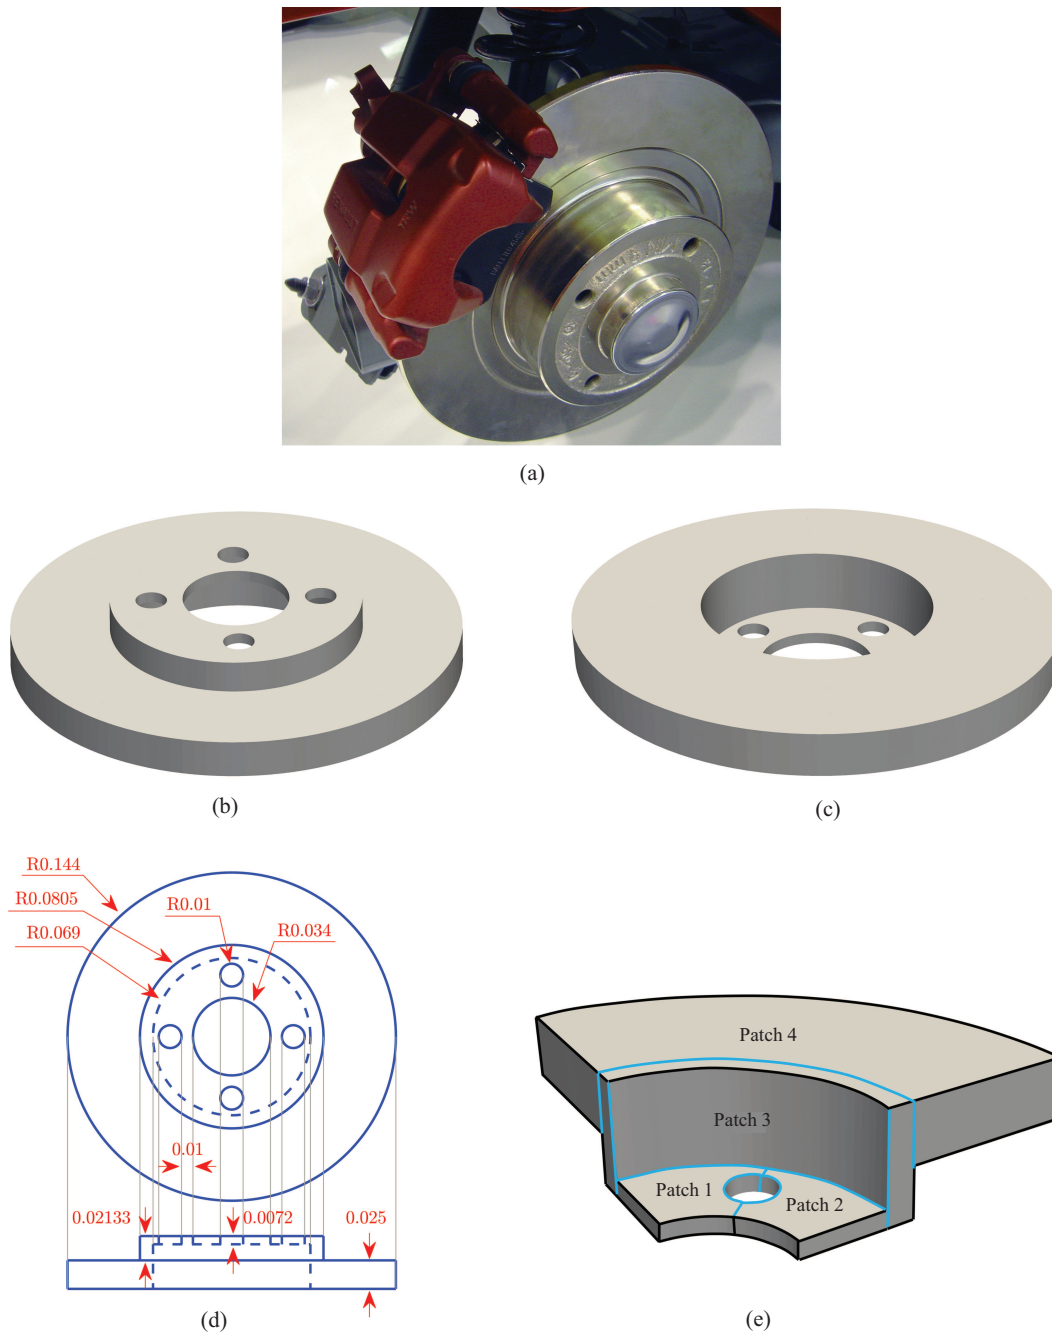 TRW
(a)
(b)
(c)
R0.144
R0.0805
R0.069
R0.01
R0.034
0.01
0.02133
0.0072
0.025
(d)
Patch 4
Patch 3
Patch 1
Patch 2
(e)